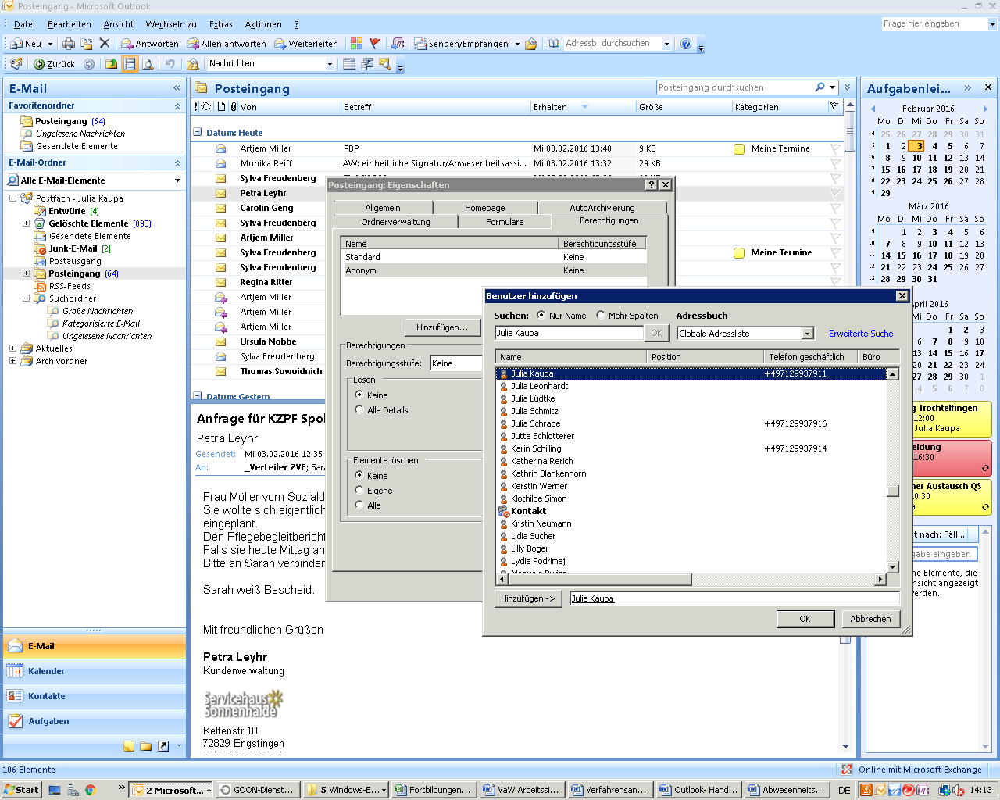 Posteingang - Microsoft Outlook
Datei Bearbeiten Ansicht Wechseln zu Extras Aktionen ?
Frage hier eingeben
Neu Antworten Allen antworten Weiterleiten Senden/Empfangen Adressb. durchsuchen
Zurück Nachrichten
E-Mail
Favoritenordner
Posteingang (64)
Ungelesene Nachrichten
Gesendete Elemente
E-Mail-Ordner
Alle E-Mail-Elemente
Postfach - Julia Kaupa
Entwürfe [4]
Gelöschte Elemente (893)
Gesendete Elemente
Junk-E-Mail [2]
Postausgang
Posteingang (64)
RSS-Feeds
Suchordner
Große Nachrichten
Kategorisierte E-Mail
Ungelesene Nachrichten
Aktuelles
Archivordner
E-Mail
Kalender
Kontakte
Aufgaben
Posteingang
Posteingang durchsuchen
Von Betreff Erhalten Größe Kategorien
Datum: Heute
Artjem Miller PBP Mi 03.02.2016 13:40 9 KB Meine Termine
Monika Reiff AW: einheitliche Signatur/Abwesenheitsassi... Mi 03.02.2016 13:32 29 KB
Sylva Freudenberg
Petra Leyhr
Carolin Geng
Sylva Freudenberg
Artjem Miller
Sylva Freudenberg Meine Termine
Sylva Freudenberg
Regina Ritter
Artjem Miller
Artjem Miller
Artjem Miller
Ursula Nobbe
Sylva Freudenberg
Thomas Sowoidnich
Datum: Gestern
Anfrage für KZPF Spol
Petra Leyhr
Gesendet: Mi 03.02.2016 12:35
An: _Verteiler ZVE; Sar
Frau Möller vom Soziald
Sie wollte sich eigentlich
eingeplant.
Den Pflegebegleitbericht
Falls sie heute Mittag an
Bitte an Sarah verbinder
Sarah weiß Bescheid.
Mit freundlichen Grüßen
Petra Leyhr
Kundenverwaltung
Servicehaus
Sonnenhalde
Keltenstr.10
72829 Engstingen
Posteingang: Eigenschaften
Allgemein Homepage AutoArchivierung
Ordnerverwaltung Formulare Berechtigungen
Name Berechtigungsstufe
Standard Keine
Anonym Keine
Hinzufügen...
Berechtigungen
Berechtigungsstufe: Keine
Lesen
Keine
Alle Details
Elemente löschen
Keine
Eigene
Alle
Benutzer hinzufügen
Suchen: Nur Name Mehr Spalten Adressbuch
Julia Kaupa OK Globale Adressliste Erweiterte Suche
Name Position Telefon geschäftlich Büro
Julia Kaupa +497129937911
Julia Leonhardt
Julia Lüdtke
Julia Schmitz
Julia Schrade +497129937916
Jutta Schlotterer
Karin Schilling +497129937914
Katherina Rerich
Kathrin Blankenhorn
Kerstin Werner
Klothilde Simon
Kontakt
Kristin Neumann
Lidia Sucher
Lilly Boger
Lydia Podrimaj
Hinzufügen -> Julia Kaupa
OK Abbrechen
Aufgabenlei...
Februar 2016
Mo Di Mi Do Fr Sa So
4 25 26 27 28 29 30 31
5 1 2 3 4 5 6 7
6 8 9 10 11 12 13 14
7 15 16 17 18 19 20 21
8 22 23 24 25 26 27 28
9 29
März 2016
Mo Di Mi Do Fr Sa So
9 1 2 3 4 5 6
10 7 8 9 10 11 12 13
11 14 15 16 17 18 19 20
12 21 22 23 24 25 26 27
13 28 29 30 31
April 2016
Fr Sa So
1 2 3
7 8 9 10
14 15 16 17
21 22 23 24
27 28 29 30 1
4 5 6 7 8
g Trochtelfingen
12:00
Julia Kaupa
eldung
16:30
ner Austausch QS
10:30
t nach: Fäll...
gabe eingeben
ne Elemente, die
nsicht angezeigt
werden.
106 Elemente
Online mit Microsoft Exchange
Start 2 Microsoft... GOON-Dienst... 5 Windows-E... Fortbildungen... VaW Arbeitssi... Verfahrensan... Outlook- Hand... Abwesenheits... DE 14:13